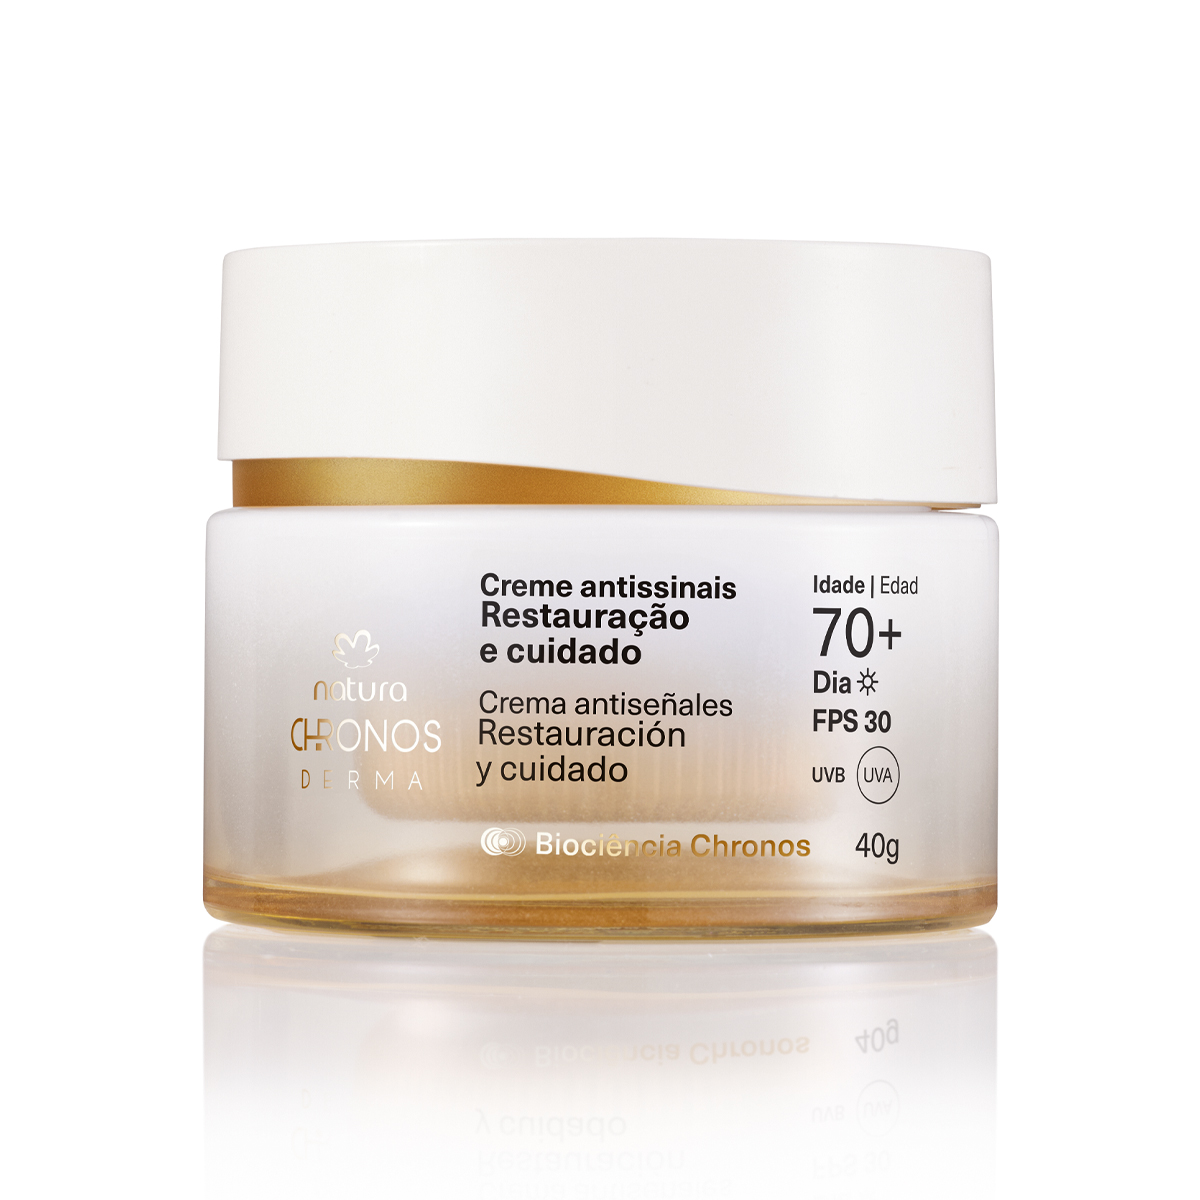 natura
CHRONOS
DERMA
Creme antissinais
Restauração
e cuidado
Crema antiseñales
Restauración
y cuidado
Biociência Chronos
Idade | Edad
70+
Dia
FPS 30
UVB UVA
40g